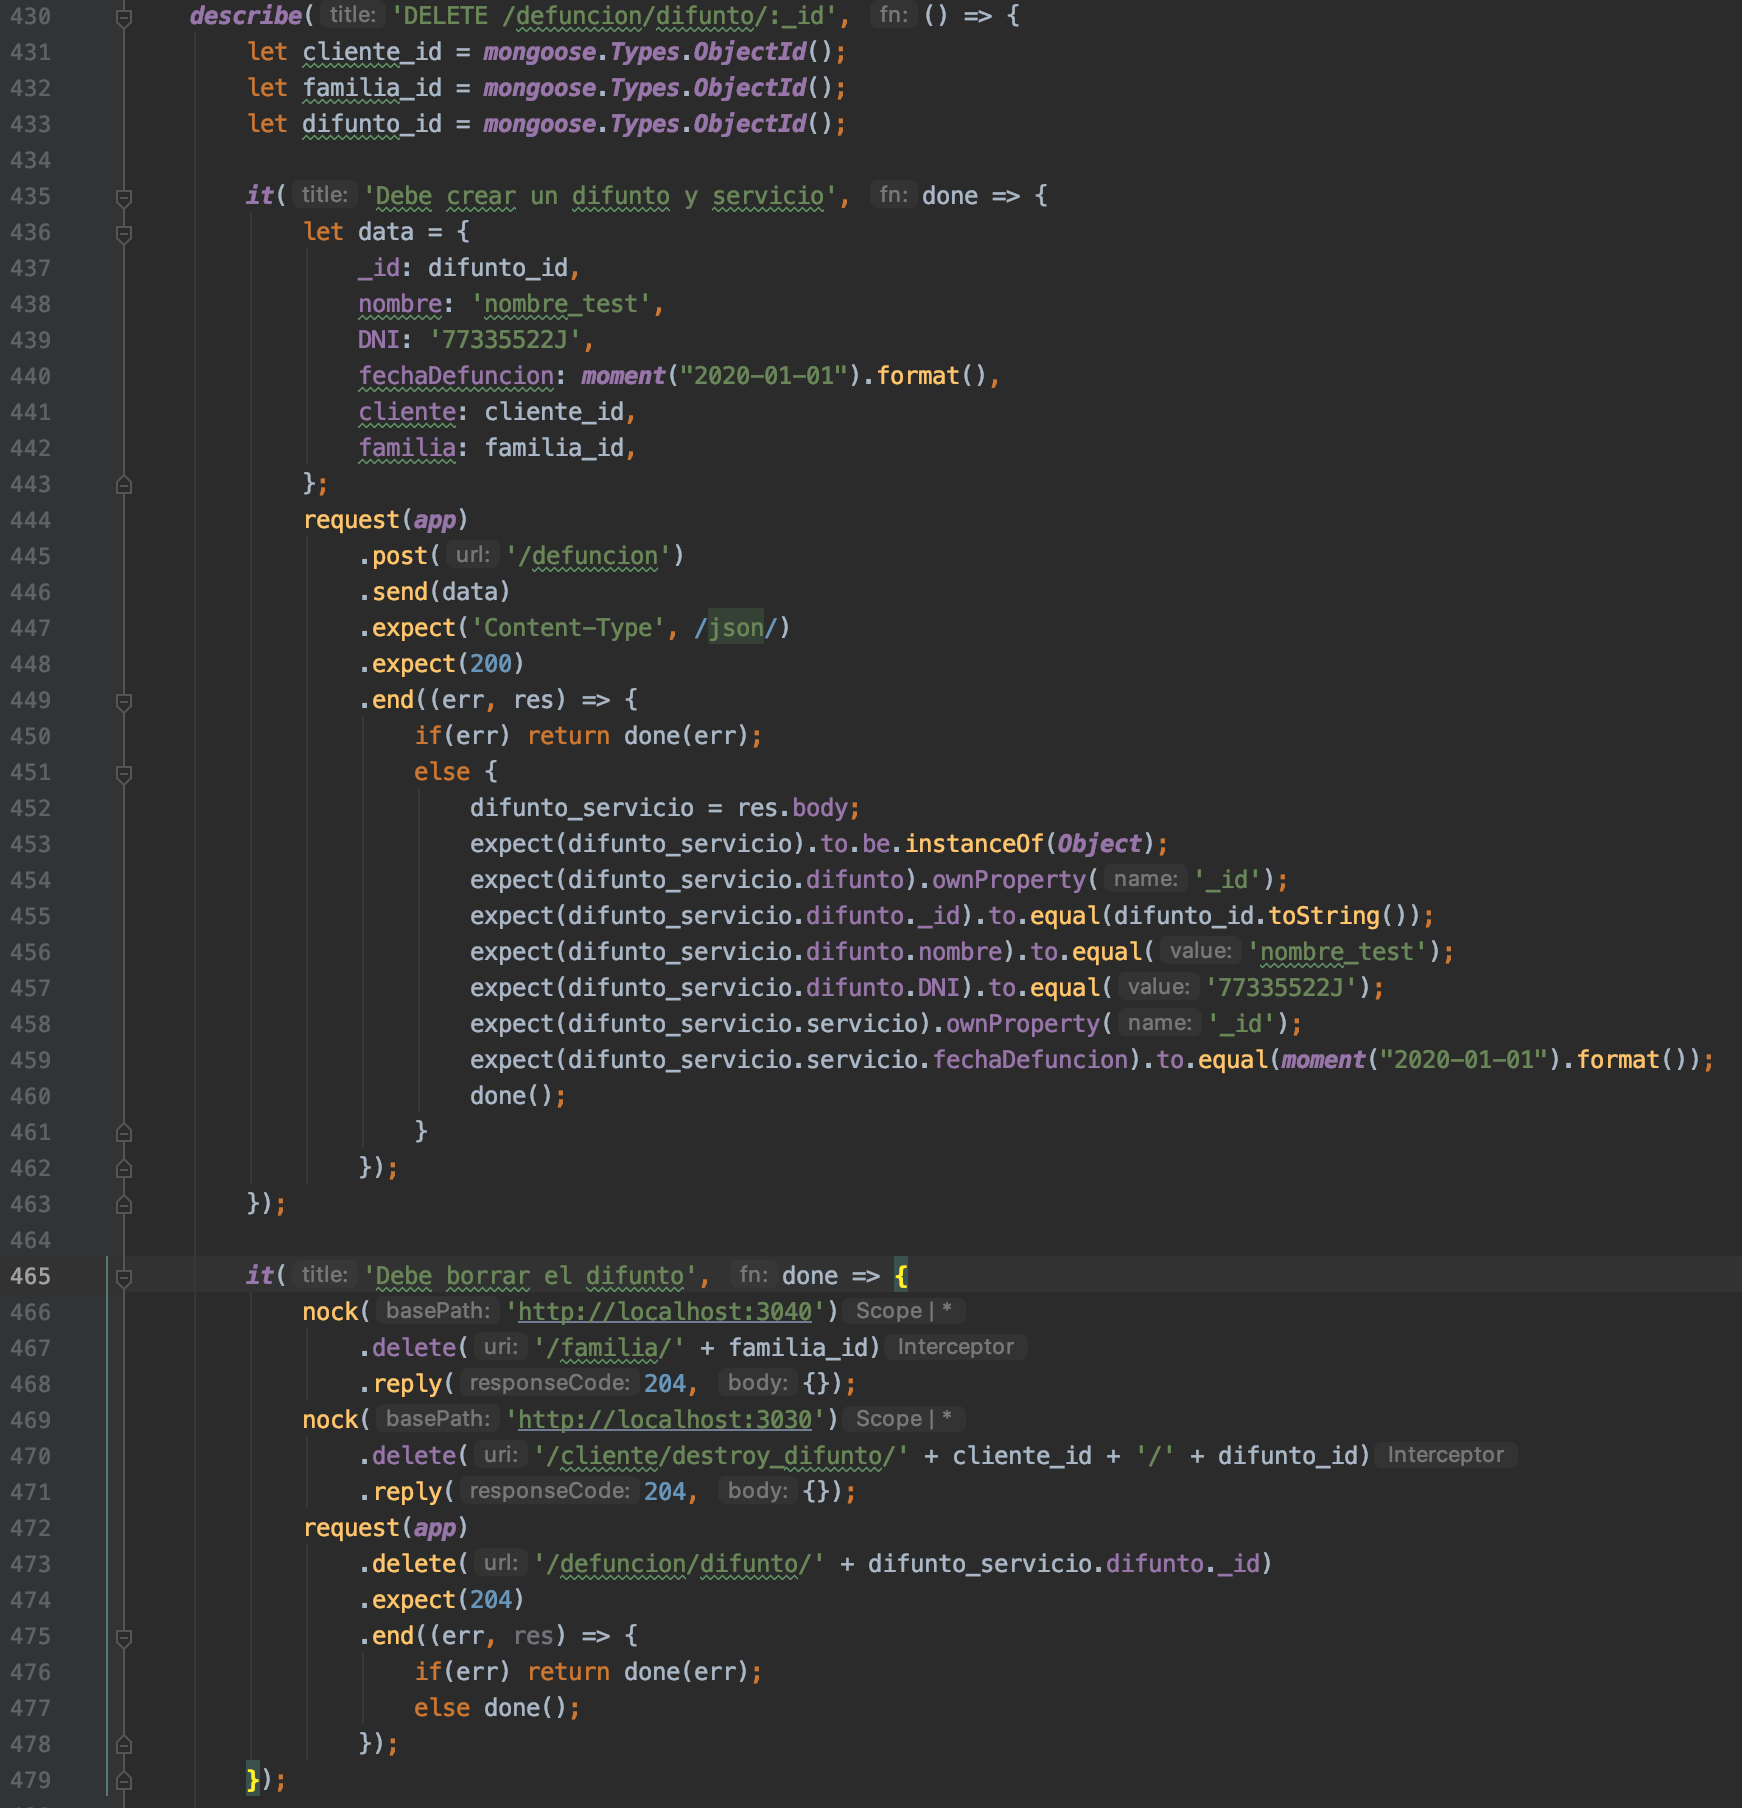 430 describe( title: 'DELETE /defuncion/difunto/:_id', fn: () => {
431 let cliente_id = mongoose.Types.ObjectId();
432 let familia_id = mongoose.Types.ObjectId();
433 let difunto_id = mongoose.Types.ObjectId();
434
435 it( title: 'Debe crear un difunto y servicio', fn: done => {
436 let data = {
437 _id: difunto_id,
438 nombre: 'nombre_test',
439 DNI: '77335522J',
440 fechaDefuncion: moment("2020-01-01").format(),
441 cliente: cliente_id,
442 familia: familia_id,
443 };
444 request(app)
445 .post( url: '/defuncion')
446 .send(data)
447 .expect('Content-Type', /json/)
448 .expect(200)
449 .end((err, res) => {
450 if(err) return done(err);
451 else {
452 difunto_servicio = res.body;
453 expect(difunto_servicio).to.be.instanceOf(Object);
454 expect(difunto_servicio.difunto).ownProperty( name: '_id');
455 expect(difunto_servicio.difunto._id).to.equal(difunto_id.toString());
456 expect(difunto_servicio.difunto.nombre).to.equal( value: 'nombre_test');
457 expect(difunto_servicio.difunto.DNI).to.equal( value: '77335522J');
458 expect(difunto_servicio.servicio).ownProperty( name: '_id');
459 expect(difunto_servicio.servicio.fechaDefuncion).to.equal(moment("2020-01-01").format());
460 done();
461 }
462 });
463 });
464
465 it( title: 'Debe borrar el difunto', fn: done => {
466 nock( basePath: 'http://localhost:3040') Scope | *
467 .delete( uri: '/familia/' + familia_id) Interceptor
468 .reply( responseCode: 204, body: {});
469 nock( basePath: 'http://localhost:3030') Scope | *
470 .delete( uri: '/cliente/destroy_difunto/' + cliente_id + '/' + difunto_id) Interceptor
471 .reply( responseCode: 204, body: {});
472 request(app)
473 .delete( url: '/defuncion/difunto/' + difunto_servicio.difunto._id)
474 .expect(204)
475 .end((err, res) => {
476 if(err) return done(err);
477 else done();
478 });
479 });